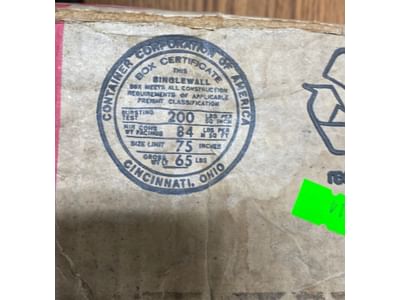 CONTAINER CORPORATION OF AMERICA
BOX CERTIFICATE
THIS
SINGLEWALL
BOX MEETS ALL CONSTRUCTION
REQUIREMENTS OF APPLICABLE
FREIGHT CLASSIFICATION
BURSTING TEST 200 LBS PER SQ INCH
MIN COMB WT FACINGS 84 LBS PER M SQ FT
SIZE LIMIT 75 INCHES
GROSS WT LT 65 LBS
CINCINNATI, OHIO